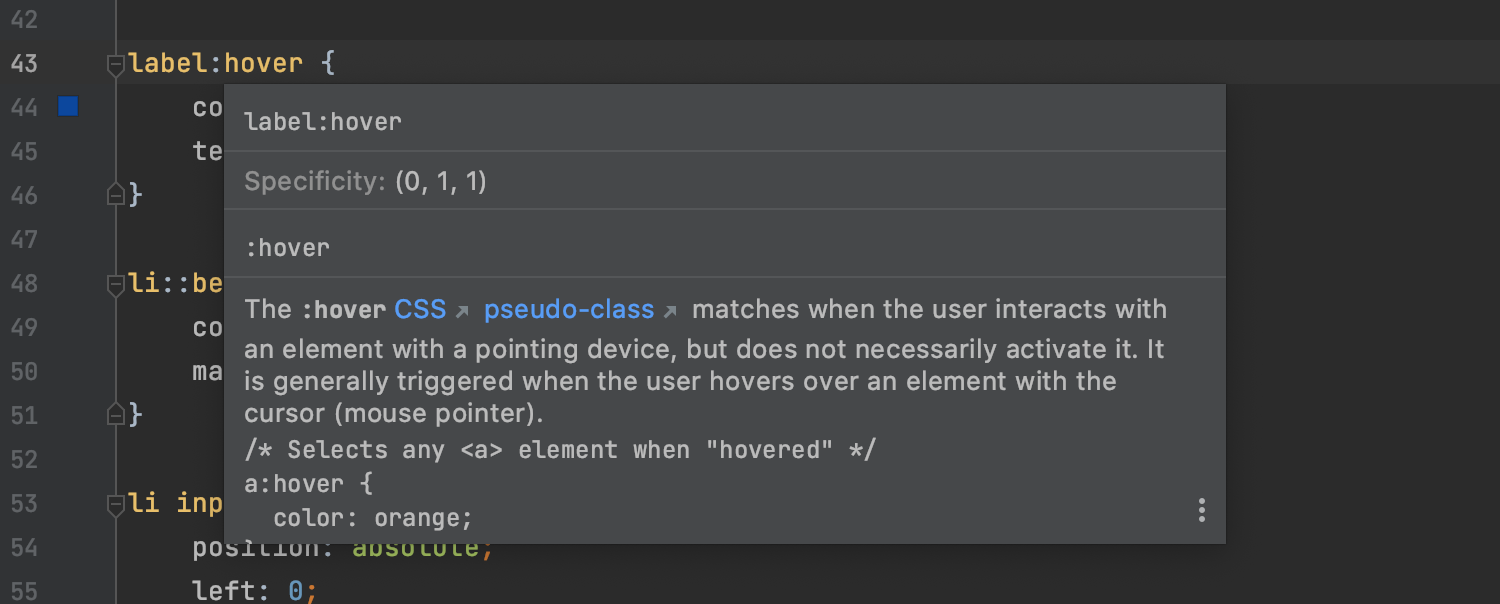 42
43 label:hover {
44 co
45 te
46 }
47
48 li::be
49 co
50 ma
51 }
52
53 li inp
54 position: absolute;
55 left: 0;
label:hover
Specificity: (0, 1, 1)
:hover
The :hover CSS ↗ pseudo-class ↗ matches when the user interacts with
an element with a pointing device, but does not necessarily activate it. It
is generally triggered when the user hovers over an element with the
cursor (mouse pointer).
/* Selects any <a> element when "hovered" */
a:hover {
color: orange;